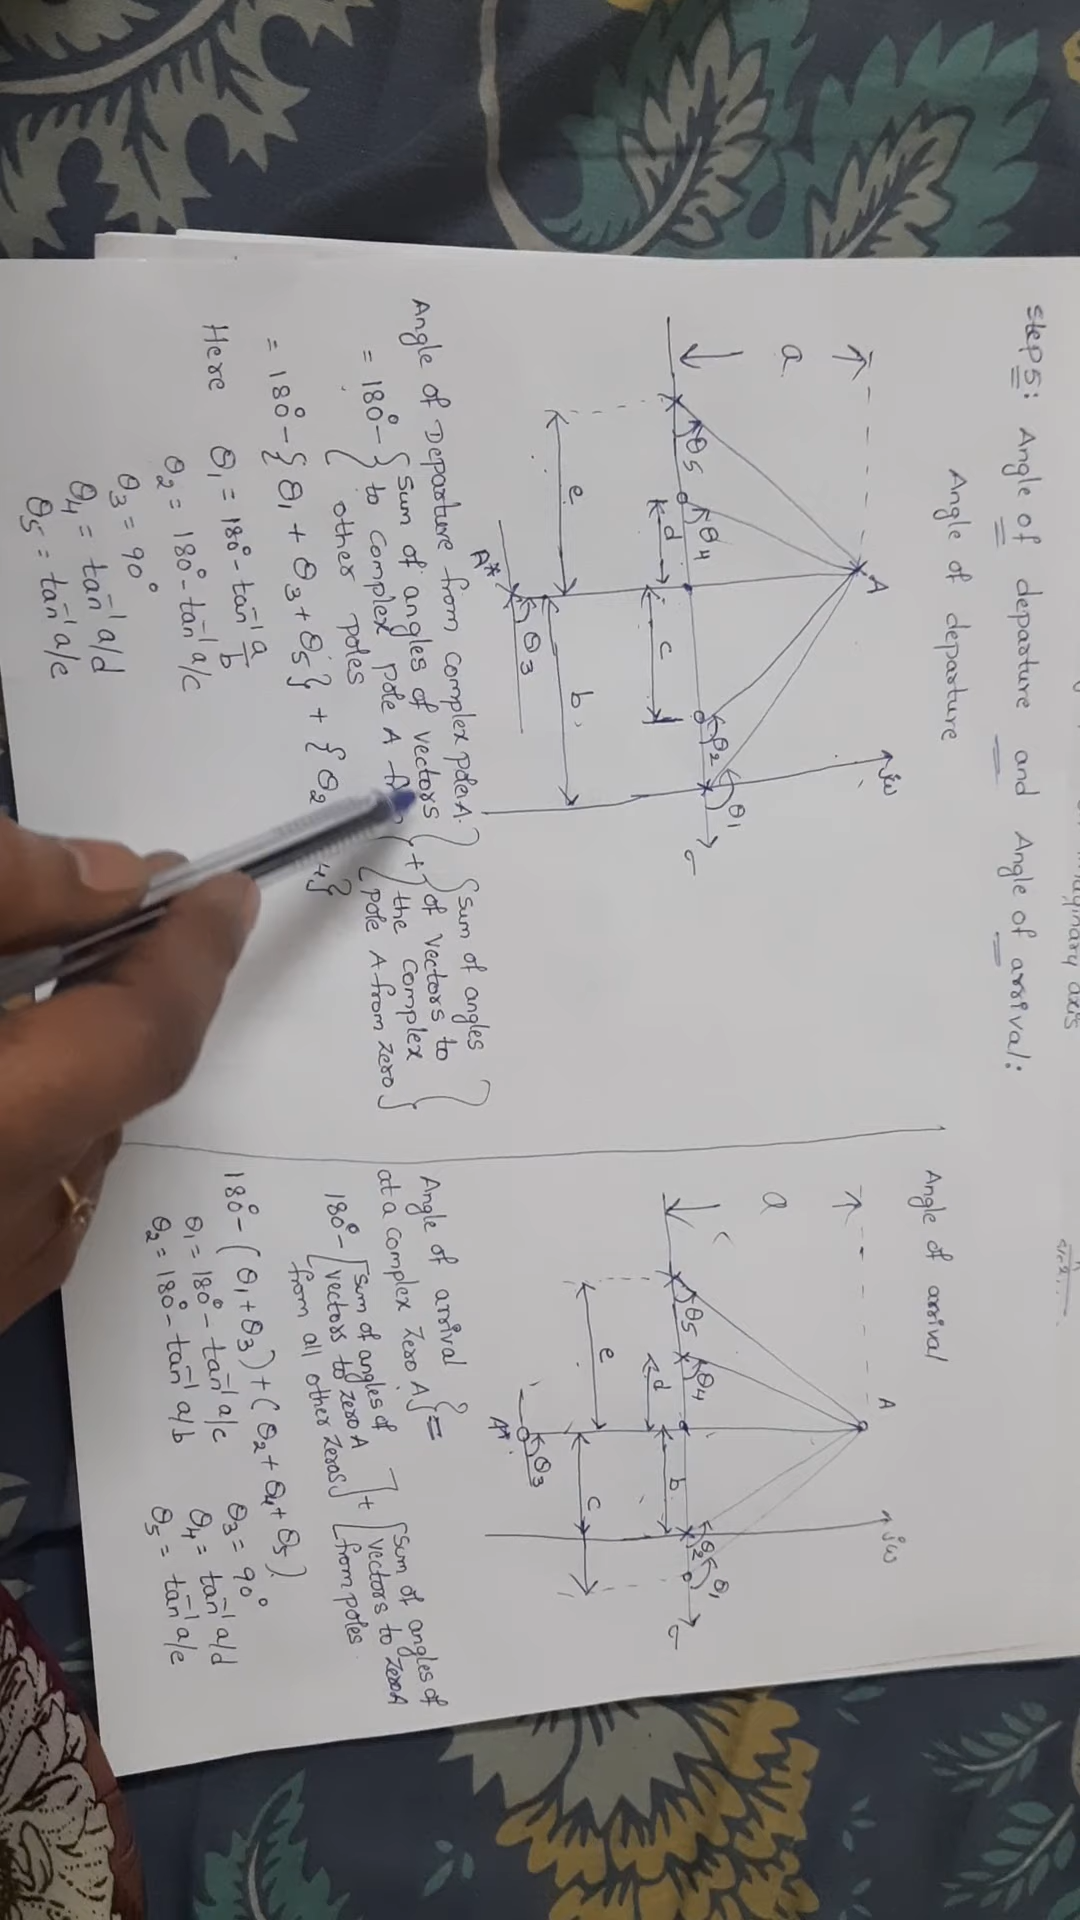 maginary axis
Step 5: Angle of departure and Angle of arrival:
Angle of departure
A
jω
a
θ5
θ4
θ2
θ1
σ
d
c
e
b
A*
θ3
Angle of Departure from complex pole A.
= 180° - { Sum of angles of vectors to complex pole A other poles } + { Sum of angles of vectors to the complex pole A from zero }
= 180° - { θ1 + θ3 + θ5 } + { θ2 4 }
Here θ1 = 180° - tan⁻¹ a/b
θ2 = 180° - tan⁻¹ a/c
θ3 = 90°
θ4 = tan⁻¹ a/d
θ5 = tan⁻¹ a/e
Angle of arrival
A
jω
a
θ5
θ4
θ2
θ1
σ
d
b
e
c
A*
θ3
Angle of arrival at a complex zero A } =
180° - [ Sum of angles of vectors to zero A from all other zeros ] + [ Sum of angles of vectors to zero A from poles.
180° - (θ1 + θ3) + (θ2 + θ4 + θ5)
θ1 = 180° - tan⁻¹ a/c θ3 = 90°
θ2 = 180° - tan⁻¹ a/b θ4 = tan⁻¹ a/d
θ5 = tan⁻¹ a/e